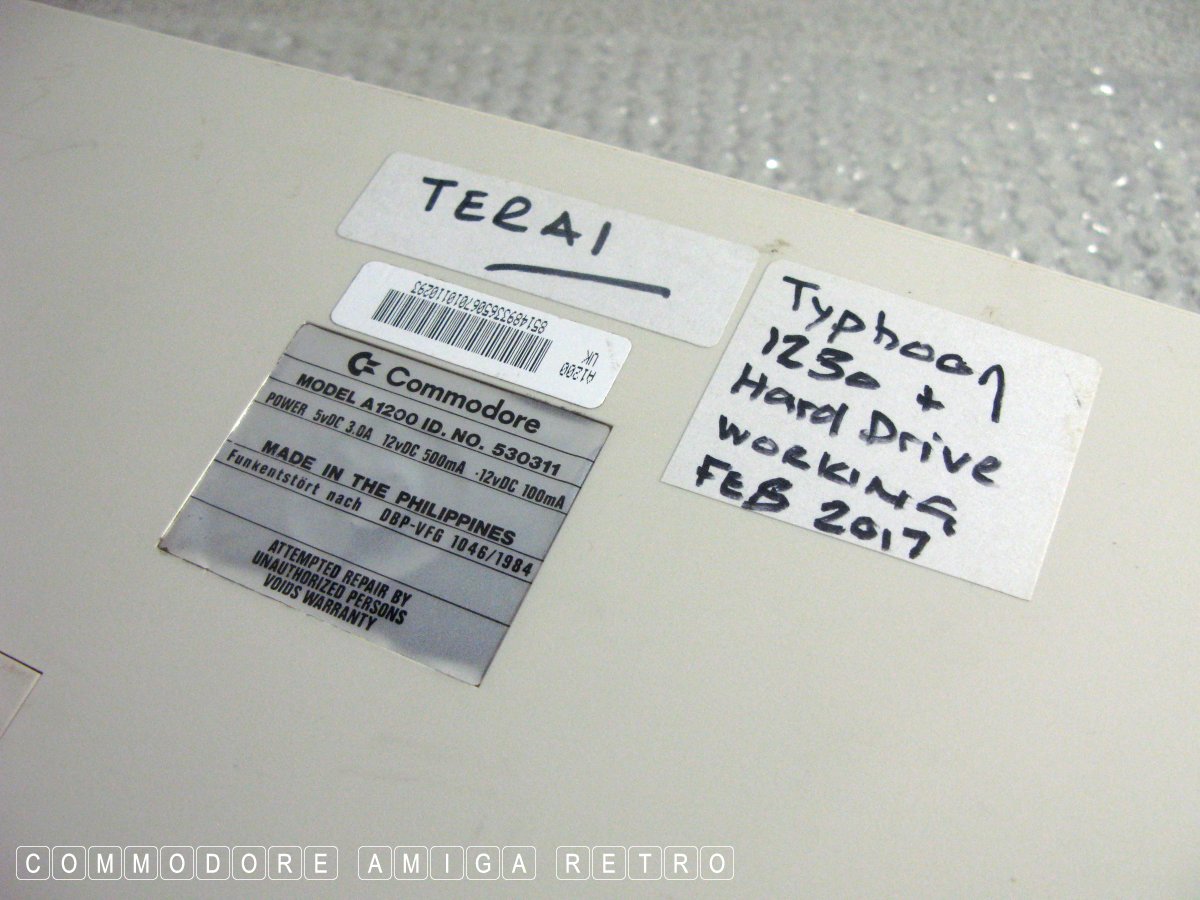 TERAI
85148933650670101110293
A1200
UK
Commodore
MODEL A1200 ID. NO. 530311
POWER 5vDC 3.0A 12vDC 500mA -12vDC 100mA
MADE IN THE PHILIPPINES
Funkentstört nach DBP-VFG 1046/1984
ATTEMPTED REPAIR BY
UNAUTHORIZED PERSONS
VOIDS WARRANTY
Typhoon
1230 +
Hard Drive
WORKING
FEB 2017
COMMODORE AMIGA RETRO